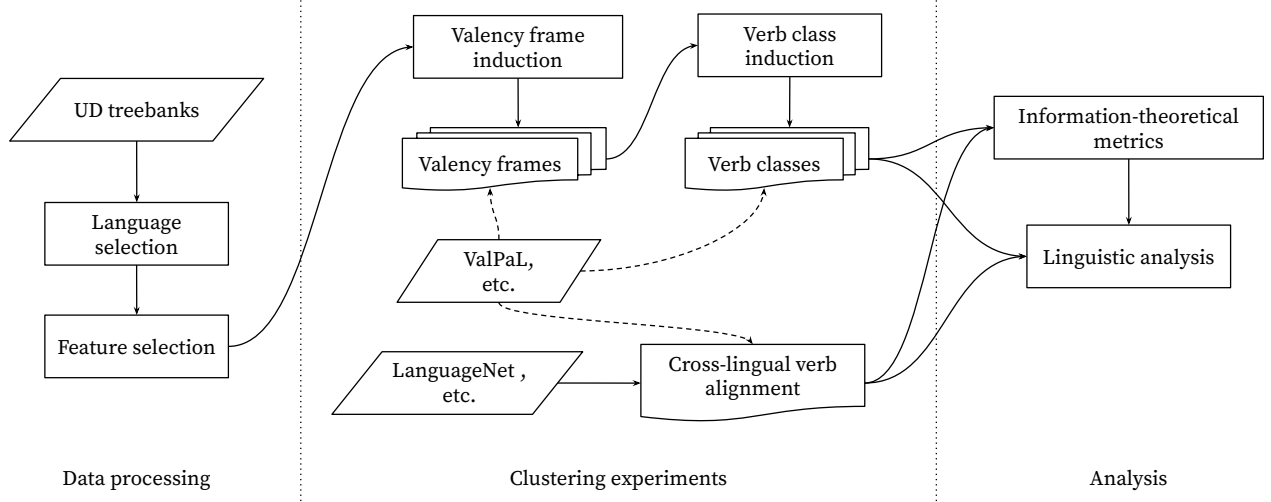 UD treebanks
Language
selection
Feature selection
Data processing
Valency frame
induction
Verb class
induction
Valency frames
Verb classes
ValPaL,
etc.
LanguageNet ,
etc.
Cross-lingual verb
alignment
Clustering experiments
Information-theoretical
metrics
Linguistic analysis
Analysis